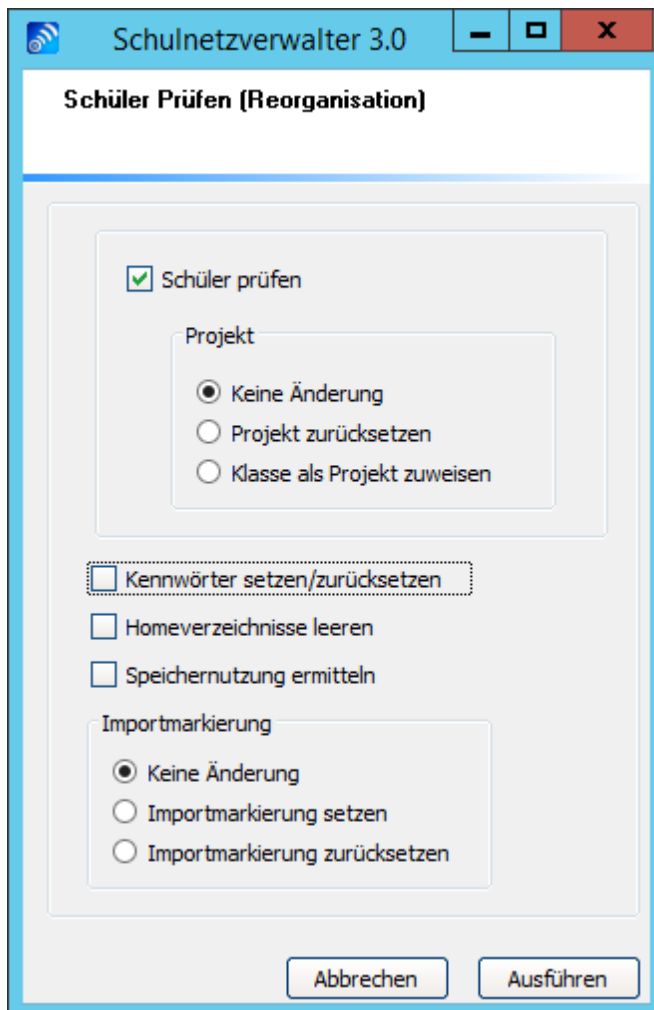 Schulnetzverwalter 3.0
Schüler Prüfen (Reorganisation)
Schüler prüfen
Projekt
Keine Änderung
Projekt zurücksetzen
Klasse als Projekt zuweisen
Kennwörter setzen/zurücksetzen
Homeverzeichnisse leeren
Speichernutzung ermitteln
Importmarkierung
Keine Änderung
Importmarkierung setzen
Importmarkierung zurücksetzen
Abbrechen Ausführen